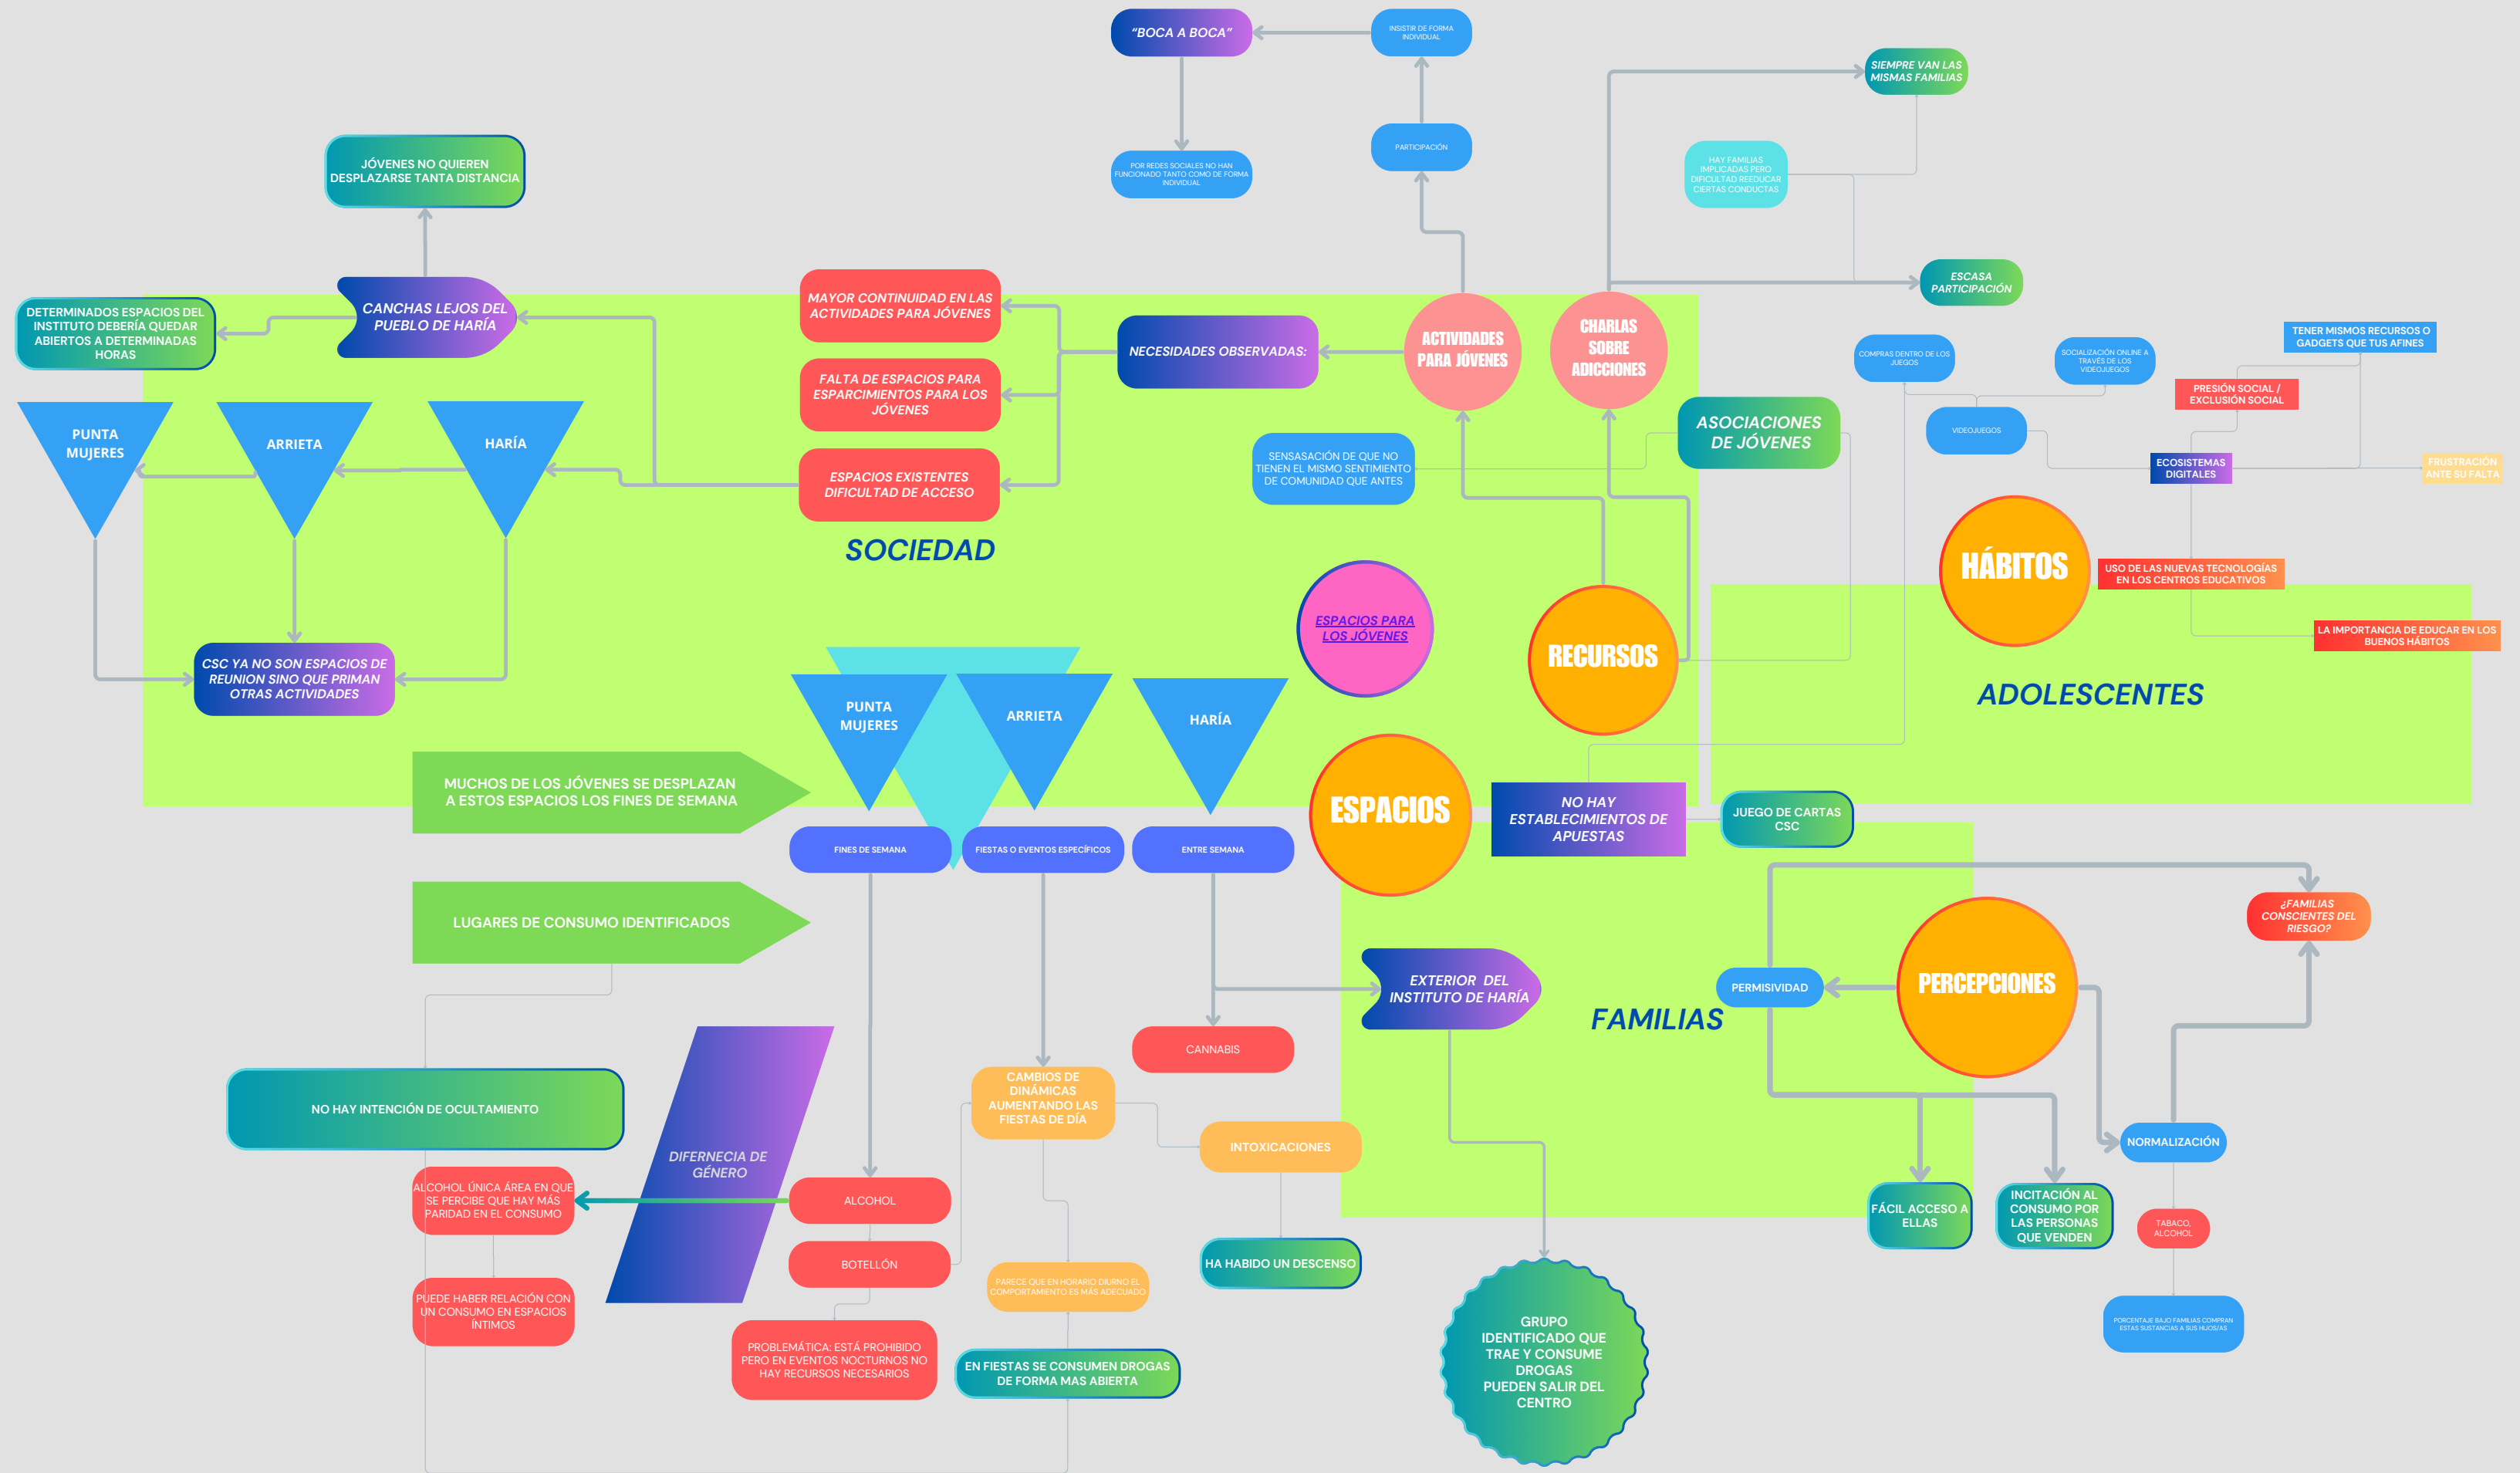 “BOCA A BOCA”
INSISTIR DE FORMA
INDIVIDUAL
SIEMPRE VAN LAS
MISMAS FAMILIAS
PARTICIPACIÓN
POR REDES SOCIALES NO HAN
FUNCIONADO TANTO COMO DE FORMA
INDIVIDUAL
HAY FAMILIAS
IMPLICADAS PERO
DIFICULTAD REEDUCAR
CIERTAS CONDUCTAS
JÓVENES NO QUIEREN
DESPLAZARSE TANTA DISTANCIA
ESCASA
PARTICIPACIÓN
DETERMINADOS ESPACIOS DEL
INSTITUTO DEBERÍA QUEDAR
ABIERTOS A DETERMINADAS
HORAS
CANCHAS LEJOS DEL
PUEBLO DE HARÍA
MAYOR CONTINUIDAD EN LAS
ACTIVIDADES PARA JÓVENES
FALTA DE ESPACIOS PARA
ESPARCIMIENTOS PARA LOS
JÓVENES
ESPACIOS EXISTENTES
DIFICULTAD DE ACCESO
NECESIDADES OBSERVADAS:
ACTIVIDADES
PARA JÓVENES
CHARLAS
SOBRE
ADICCIONES
COMPRAS DENTRO DE LOS
JUEGOS
SOCIALIZACIÓN ONLINE A
TRAVÉS DE LOS
VIDEOJUEGOS
TENER MISMOS RECURSOS O
GADGETS QUE TUS AFINES
PRESIÓN SOCIAL /
EXCLUSIÓN SOCIAL
VIDEOJUEGOS
ECOSISTEMAS
DIGITALES
FRUSTRACIÓN
ANTE SU FALTA
ASOCIACIONES
DE JÓVENES
SENSASACIÓN DE QUE NO
TIENEN EL MISMO SENTIMIENTO
DE COMUNIDAD QUE ANTES
PUNTA
MUJERES
ARRIETA
HARÍA
SOCIEDAD
HÁBITOS
USO DE LAS NUEVAS TECNOLOGÍAS
EN LOS CENTROS EDUCATIVOS
LA IMPORTANCIA DE EDUCAR EN LOS
BUENOS HÁBITOS
ESPACIOS PARA
LOS JÓVENES
RECURSOS
ADOLESCENTES
CSC YA NO SON ESPACIOS DE
REUNION SINO QUE PRIMAN
OTRAS ACTIVIDADES
PUNTA
MUJERES
ARRIETA
HARÍA
MUCHOS DE LOS JÓVENES SE DESPLAZAN
A ESTOS ESPACIOS LOS FINES DE SEMANA
ESPACIOS
NO HAY
ESTABLECIMIENTOS DE
APUESTAS
JUEGO DE CARTAS
CSC
FINES DE SEMANA
FIESTAS O EVENTOS ESPECÍFICOS
ENTRE SEMANA
LUGARES DE CONSUMO IDENTIFICADOS
¿FAMILIAS
CONSCIENTES DEL
RIESGO?
EXTERIOR DEL
INSTITUTO DE HARÍA
FAMILIAS
PERMISIVIDAD
PERCEPCIONES
CANNABIS
CAMBIOS DE
DINÁMICAS
AUMENTANDO LAS
FIESTAS DE DÍA
NO HAY INTENCIÓN DE OCULTAMIENTO
DIFERNECIA DE
GÉNERO
INTOXICACIONES
NORMALIZACIÓN
ALCOHOL ÚNICA ÁREA EN QUE
SE PERCIBE QUE HAY MÁS
PARIDAD EN EL CONSUMO
ALCOHOL
FÁCIL ACCESO A
ELLAS
INCITACIÓN AL
CONSUMO POR
LAS PERSONAS
QUE VENDEN
TABACO,
ALCOHOL
BOTELLÓN
HA HABIDO UN DESCENSO
PARECE QUE EN HORARIO DIURNO EL
COMPORTAMIENTO ES MÁS ADECUADO
PUEDE HABER RELACIÓN CON
UN CONSUMO EN ESPACIOS
ÍNTIMOS
PORCENTAJE BAJO FAMILIAS COMPRAN
ESTAS SUSTANCIAS A SUS HIJOS/AS
PROBLEMÁTICA: ESTÁ PROHIBIDO
PERO EN EVENTOS NOCTURNOS NO
HAY RECURSOS NECESARIOS
EN FIESTAS SE CONSUMEN DROGAS
DE FORMA MAS ABIERTA
GRUPO
IDENTIFICADO QUE
TRAE Y CONSUME
DROGAS
PUEDEN SALIR DEL
CENTRO